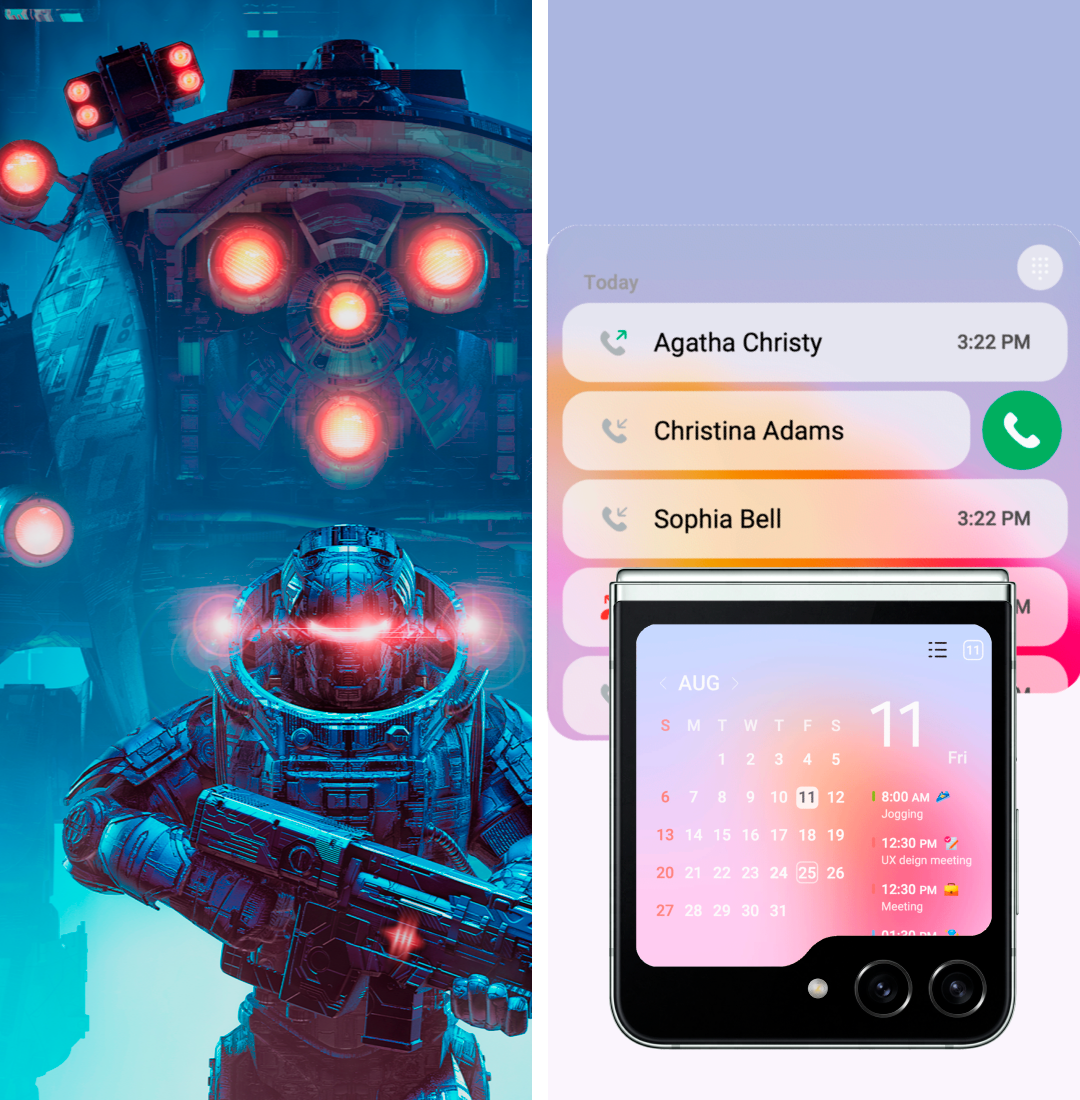 Today
Agatha Christy 3:22 PM
Christina Adams
Sophia Bell 3:22 PM
M
M
11
AUG
S M T W T F S
1 2 3 4 5
6 7 8 9 10 11 12
13 14 15 16 17 18 19
20 21 22 23 24 25 26
27 28 29 30 31
11
Fri
8:00 AM
Jogging
12:30 PM
UX deign meeting
12:30 PM
Meeting
01:30 PM